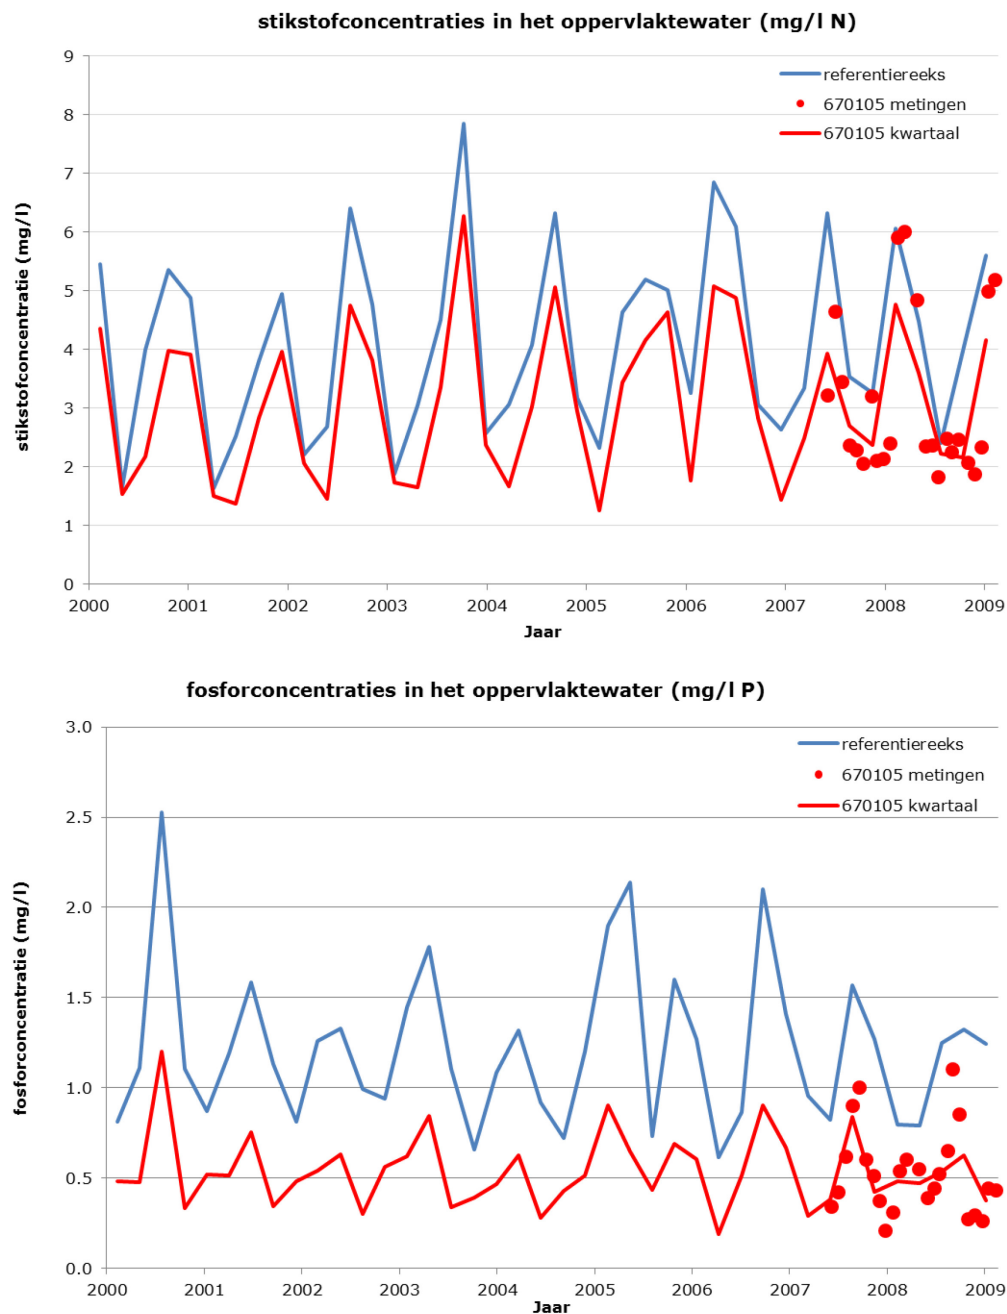 stikstofconcentraties in het oppervlaktewater (mg/l N)
9
8
7
6
5
4
3
2
1
0
stikstofconcentratie (mg/l)
referentiereeks
670105 metingen
670105 kwartaal
2000 2001 2002 2003 2004 2005 2006 2007 2008 2009
Jaar
fosforconcentraties in het oppervlaktewater (mg/l P)
3.0
2.5
2.0
1.5
1.0
0.5
0.0
fosforconcentratie (mg/l)
referentiereeks
670105 metingen
670105 kwartaal
2000 2001 2002 2003 2004 2005 2006 2007 2008 2009
Jaar